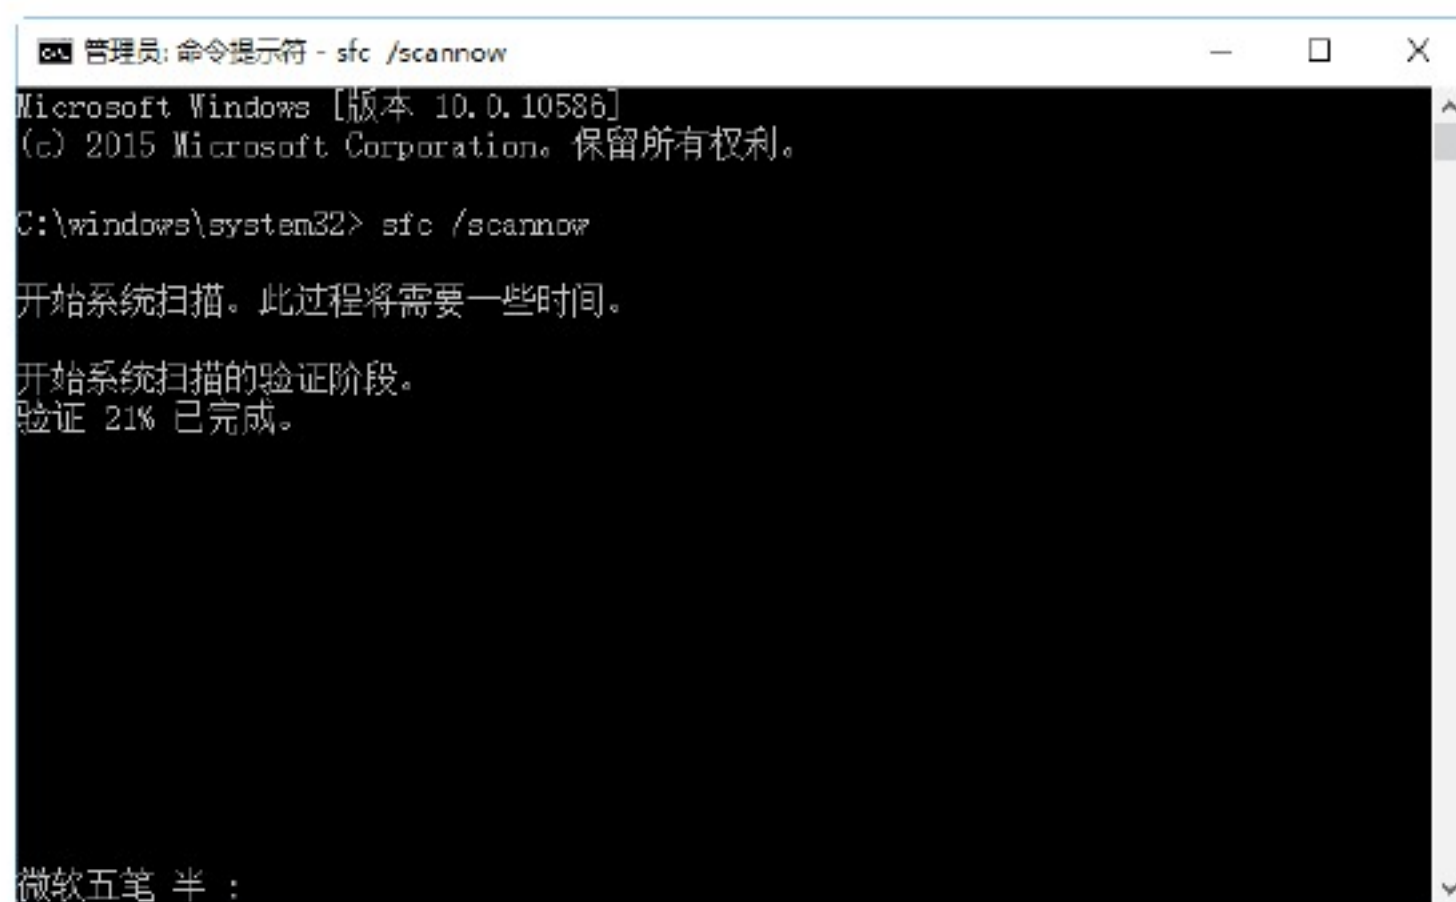 管理员: 命令提示符 - sfc /scannow
Microsoft Windows [版本 10.0.10586]
(c) 2015 Microsoft Corporation。保留所有权利。
C:\windows\system32> sfc /scannow
开始系统扫描。此过程将需要一些时间。
开始系统扫描的验证阶段。
验证 21% 已完成。
微软五笔 半 :